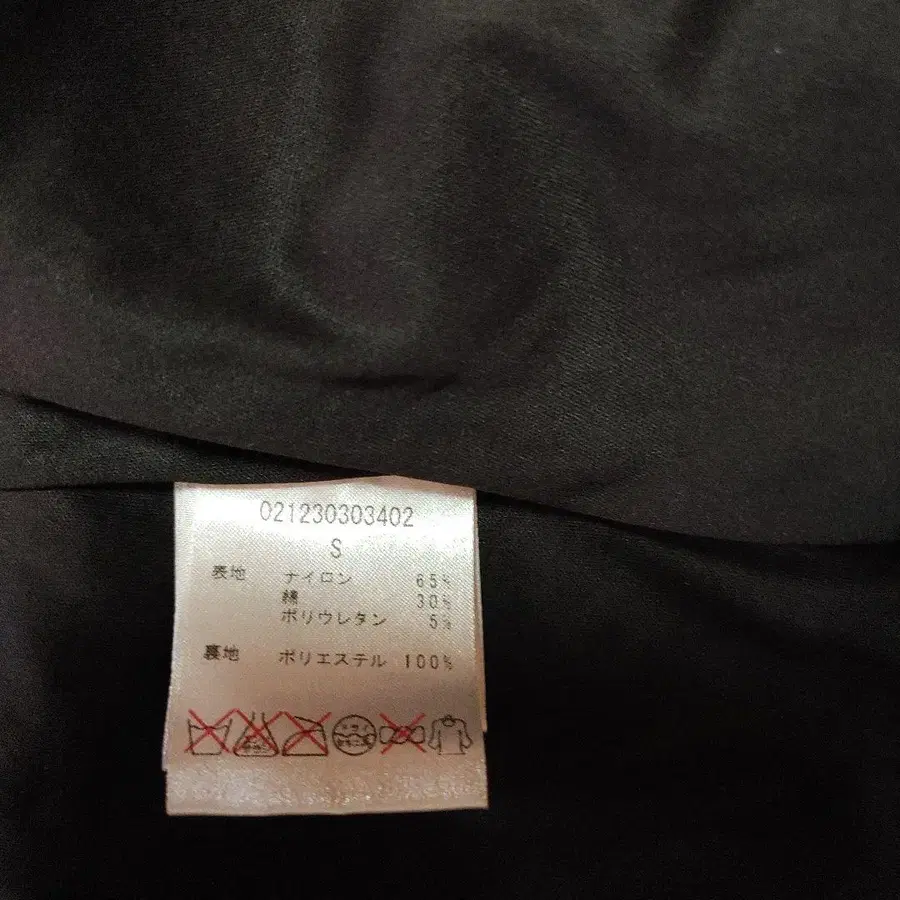 021230303402
S
表地 ナイロン 65%
綿 30%
ポリウレタン 5%
裏地 ポリエステル 100%